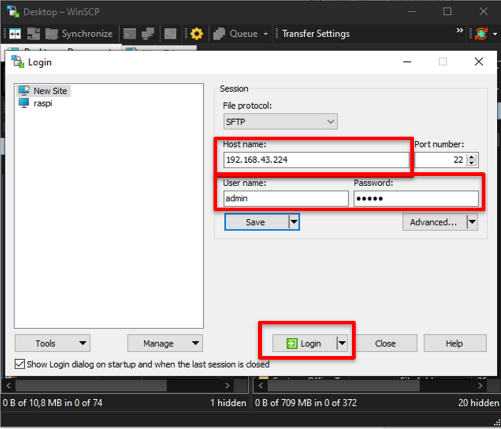 Desktop – WinSCP
Synchronize
Queue
Transfer Settings
Login
New Site
raspi
Session
File protocol:
SFTP
Host name:
Port number:
192.168.43.224
22
User name:
Password:
admin
●●●●●
Save
Advanced...
Tools
Manage
Login
Close
Help
Show Login dialog on startup and when the last session is closed
0 B of 10,8 MB in 0 of 74
1 hidden
0 B of 709 MB in 0 of 372
20 hidden